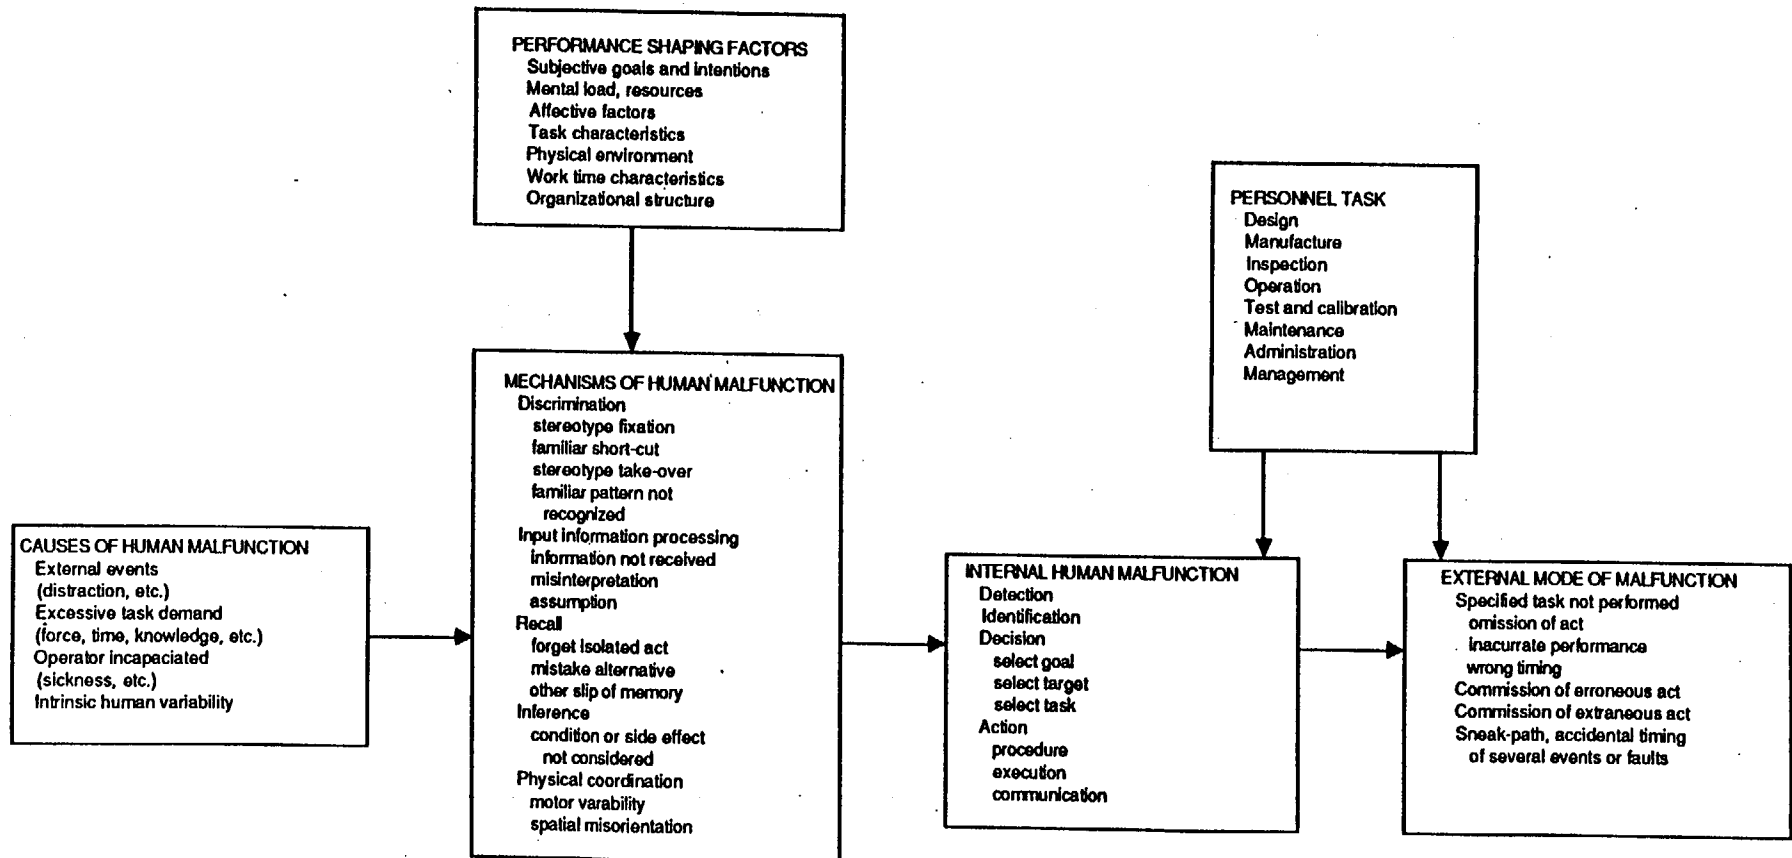 PERFORMANCE SHAPING FACTORS
Subjective goals and intentions
Mental load, resources
Affective factors
Task characteristics
Physical environment
Work time characteristics
Organizational structure
PERSONNEL TASK
Design
Manufacture
Inspection
Operation
Test and calibration
Maintenance
Administration
Management
MECHANISMS OF HUMAN MALFUNCTION
Discrimination
stereotype fixation
familiar short-cut
stereotype take-over
familiar pattern not
recognized
Input information processing
information not received
misinterpretation
assumption
Recall
forget isolated act
mistake alternative
other slip of memory
Inference
condition or side effect
not considered
Physical coordination
motor varability
spatial misorientation
CAUSES OF HUMAN MALFUNCTION
External events
(distraction, etc.)
Excessive task demand
(force, time, knowledge, etc.)
Operator incapaciated
(sickness, etc.)
Intrinsic human variability
INTERNAL HUMAN MALFUNCTION
Detection
Identification
Decision
select goal
select target
select task
Action
procedure
execution
communication
EXTERNAL MODE OF MALFUNCTION
Specified task not performed
omission of act
inacurrate performance
wrong timing
Commission of erroneous act
Commission of extraneous act
Sneak-path, accidental timing
of several events or faults